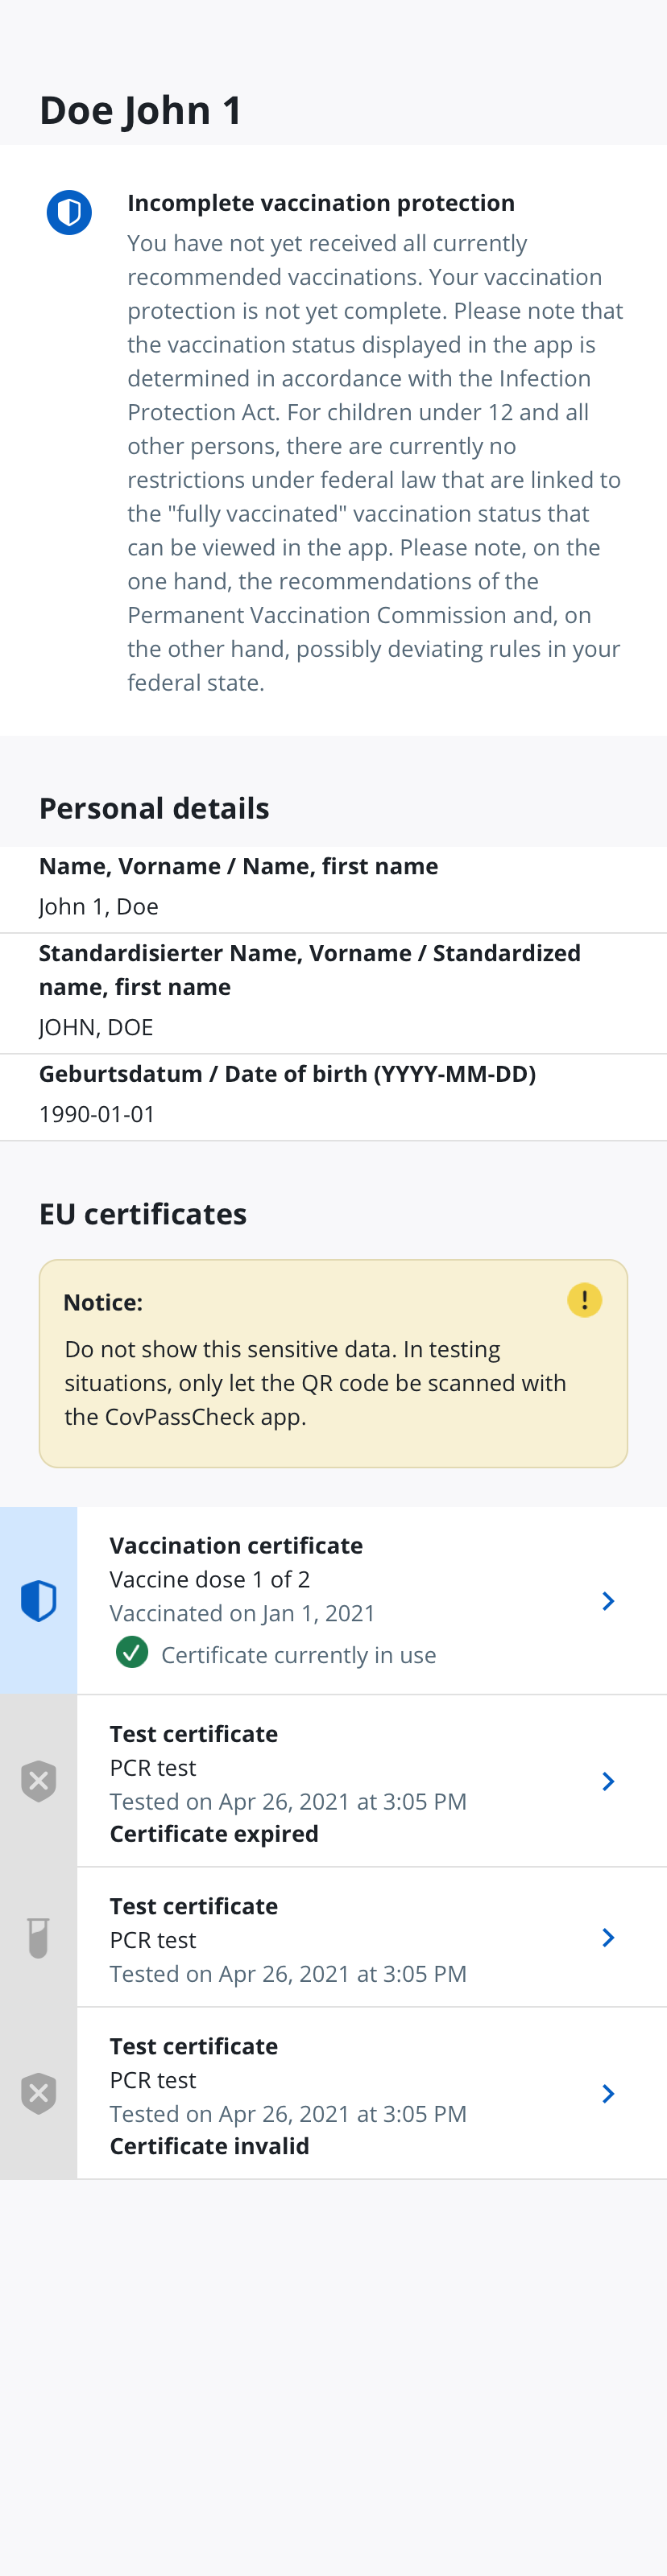 Doe John 1
Incomplete vaccination protection
You have not yet received all currently
recommended vaccinations. Your vaccination
protection is not yet complete. Please note that
the vaccination status displayed in the app is
determined in accordance with the Infection
Protection Act. For children under 12 and all
other persons, there are currently no
restrictions under federal law that are linked to
the "fully vaccinated" vaccination status that
can be viewed in the app. Please note, on the
one hand, the recommendations of the
Permanent Vaccination Commission and, on
the other hand, possibly deviating rules in your
federal state.
Personal details
Name, Vorname / Name, first name
John 1, Doe
Standardisierter Name, Vorname / Standardized
name, first name
JOHN, DOE
Geburtsdatum / Date of birth (YYYY-MM-DD)
1990-01-01
EU certificates
Notice:
Do not show this sensitive data. In testing
situations, only let the QR code be scanned with
the CovPassCheck app.
Vaccination certificate
Vaccine dose 1 of 2
Vaccinated on Jan 1, 2021
Certificate currently in use
Test certificate
PCR test
Tested on Apr 26, 2021 at 3:05 PM
Certificate expired
Test certificate
PCR test
Tested on Apr 26, 2021 at 3:05 PM
Test certificate
PCR test
Tested on Apr 26, 2021 at 3:05 PM
Certificate invalid